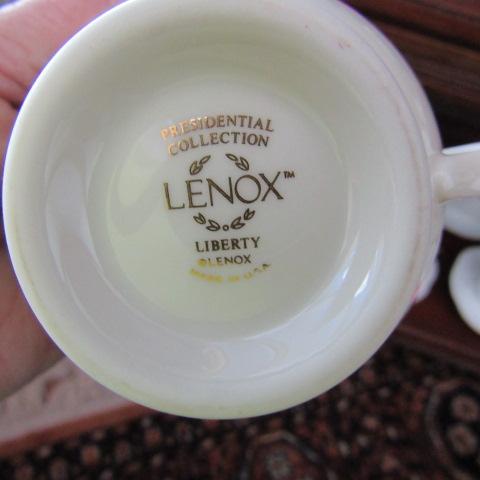 PRESIDENTIAL
COLLECTION
LENOX™
LIBERTY
©LENOX
MADE IN U.S.A.